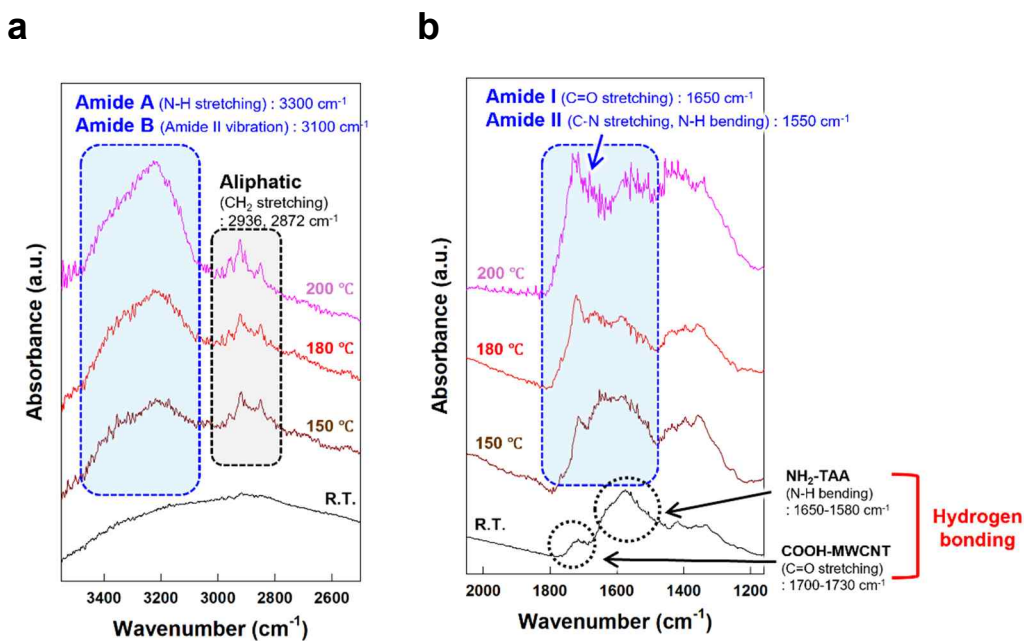 a
Amide A (N-H stretching) : 3300 cm-1
Amide B (Amide II vibration) : 3100 cm-1
Aliphatic
(CH2 stretching)
: 2936, 2872 cm-1
200 ℃
180 ℃
150 ℃
R.T.
Absorbance (a.u.)
3400 3200 3000 2800 2600
Wavenumber (cm-1)
b
Amide I (C=O stretching) : 1650 cm-1
Amide II (C-N stretching, N-H bending) : 1550 cm-1
200 ℃
180 ℃
150 ℃
R.T.
NH2-TAA
(N-H bending)
: 1650-1580 cm-1
COOH-MWCNT
(C=O stretching)
: 1700-1730 cm-1
Hydrogen
bonding
Absorbance (a.u.)
2000 1800 1600 1400 1200
Wavenumber (cm-1)